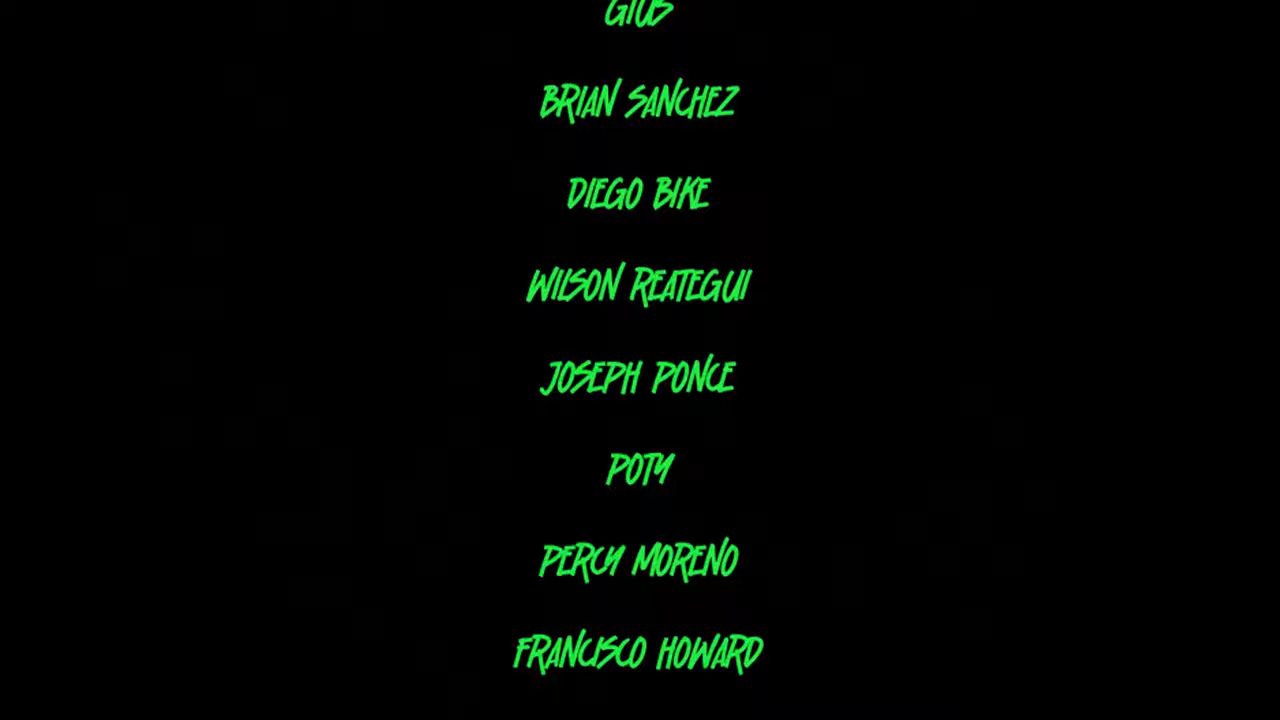 BRIAN SANCHEZ
DIEGO BIKE
WILSON REATEGUI
JOSEPH PONCE
POTY
PERCY MORENO
FRANCISCO HOWARD